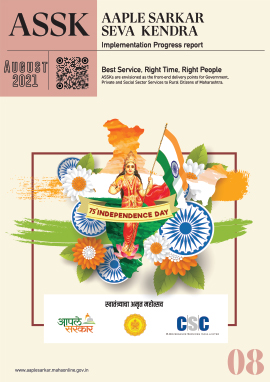 ASSK
AAPLE SARKAR
SEVA KENDRA
Implementation Progress report
AUGUST
2021
Best Service, Right Time, Right People
ASSKs are envisioned as the front-end delivery points for Government,
Private and Social Sector Services to Rural Citizens of Maharashtra.
75 INDEPENDENCE DAY
स्वातंत्र्याचा अमृत महोत्सव
आपले
सरकार
CSC
www.aaplesarkar.mahaonline.gov.in
08